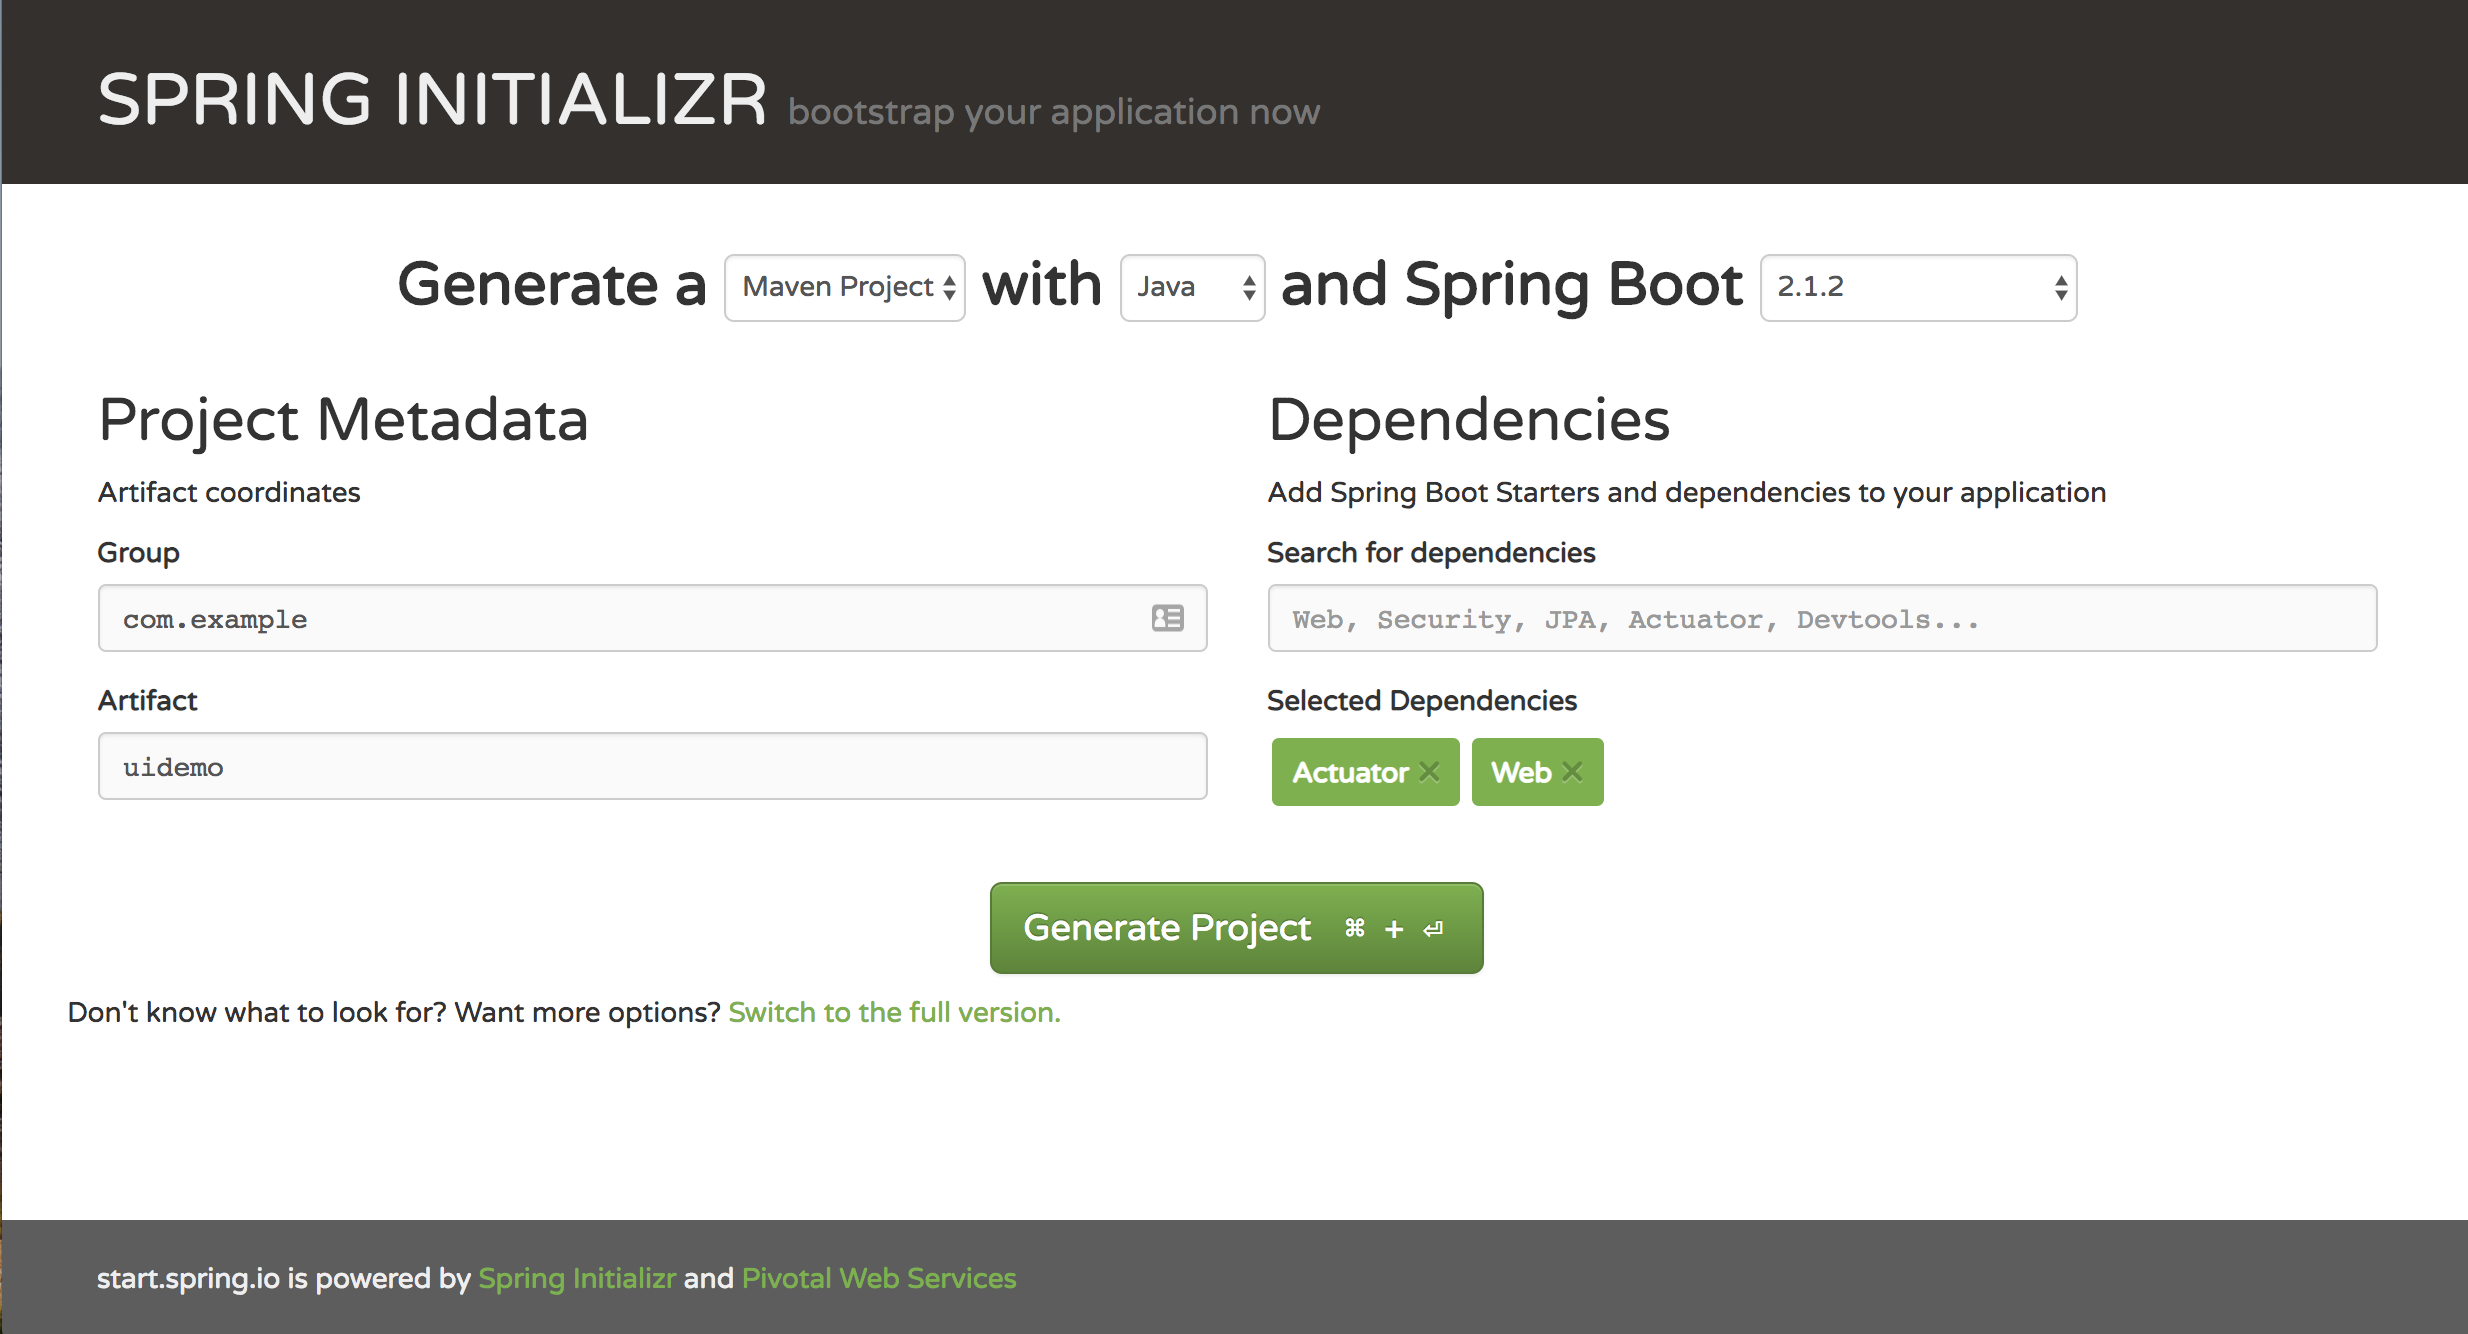 SPRING INITIALIZR bootstrap your application now
Generate a Maven Project with Java and Spring Boot 2.1.2
Project Metadata
Artifact coordinates
Group
com.example
Artifact
uidemo
Dependencies
Add Spring Boot Starters and dependencies to your application
Search for dependencies
Web, Security, JPA, Actuator, Devtools...
Selected Dependencies
Actuator ✕ Web ✕
Generate Project ⌘ + ⏎
Don't know what to look for? Want more options? Switch to the full version.
start.spring.io is powered by Spring Initializr and Pivotal Web Services